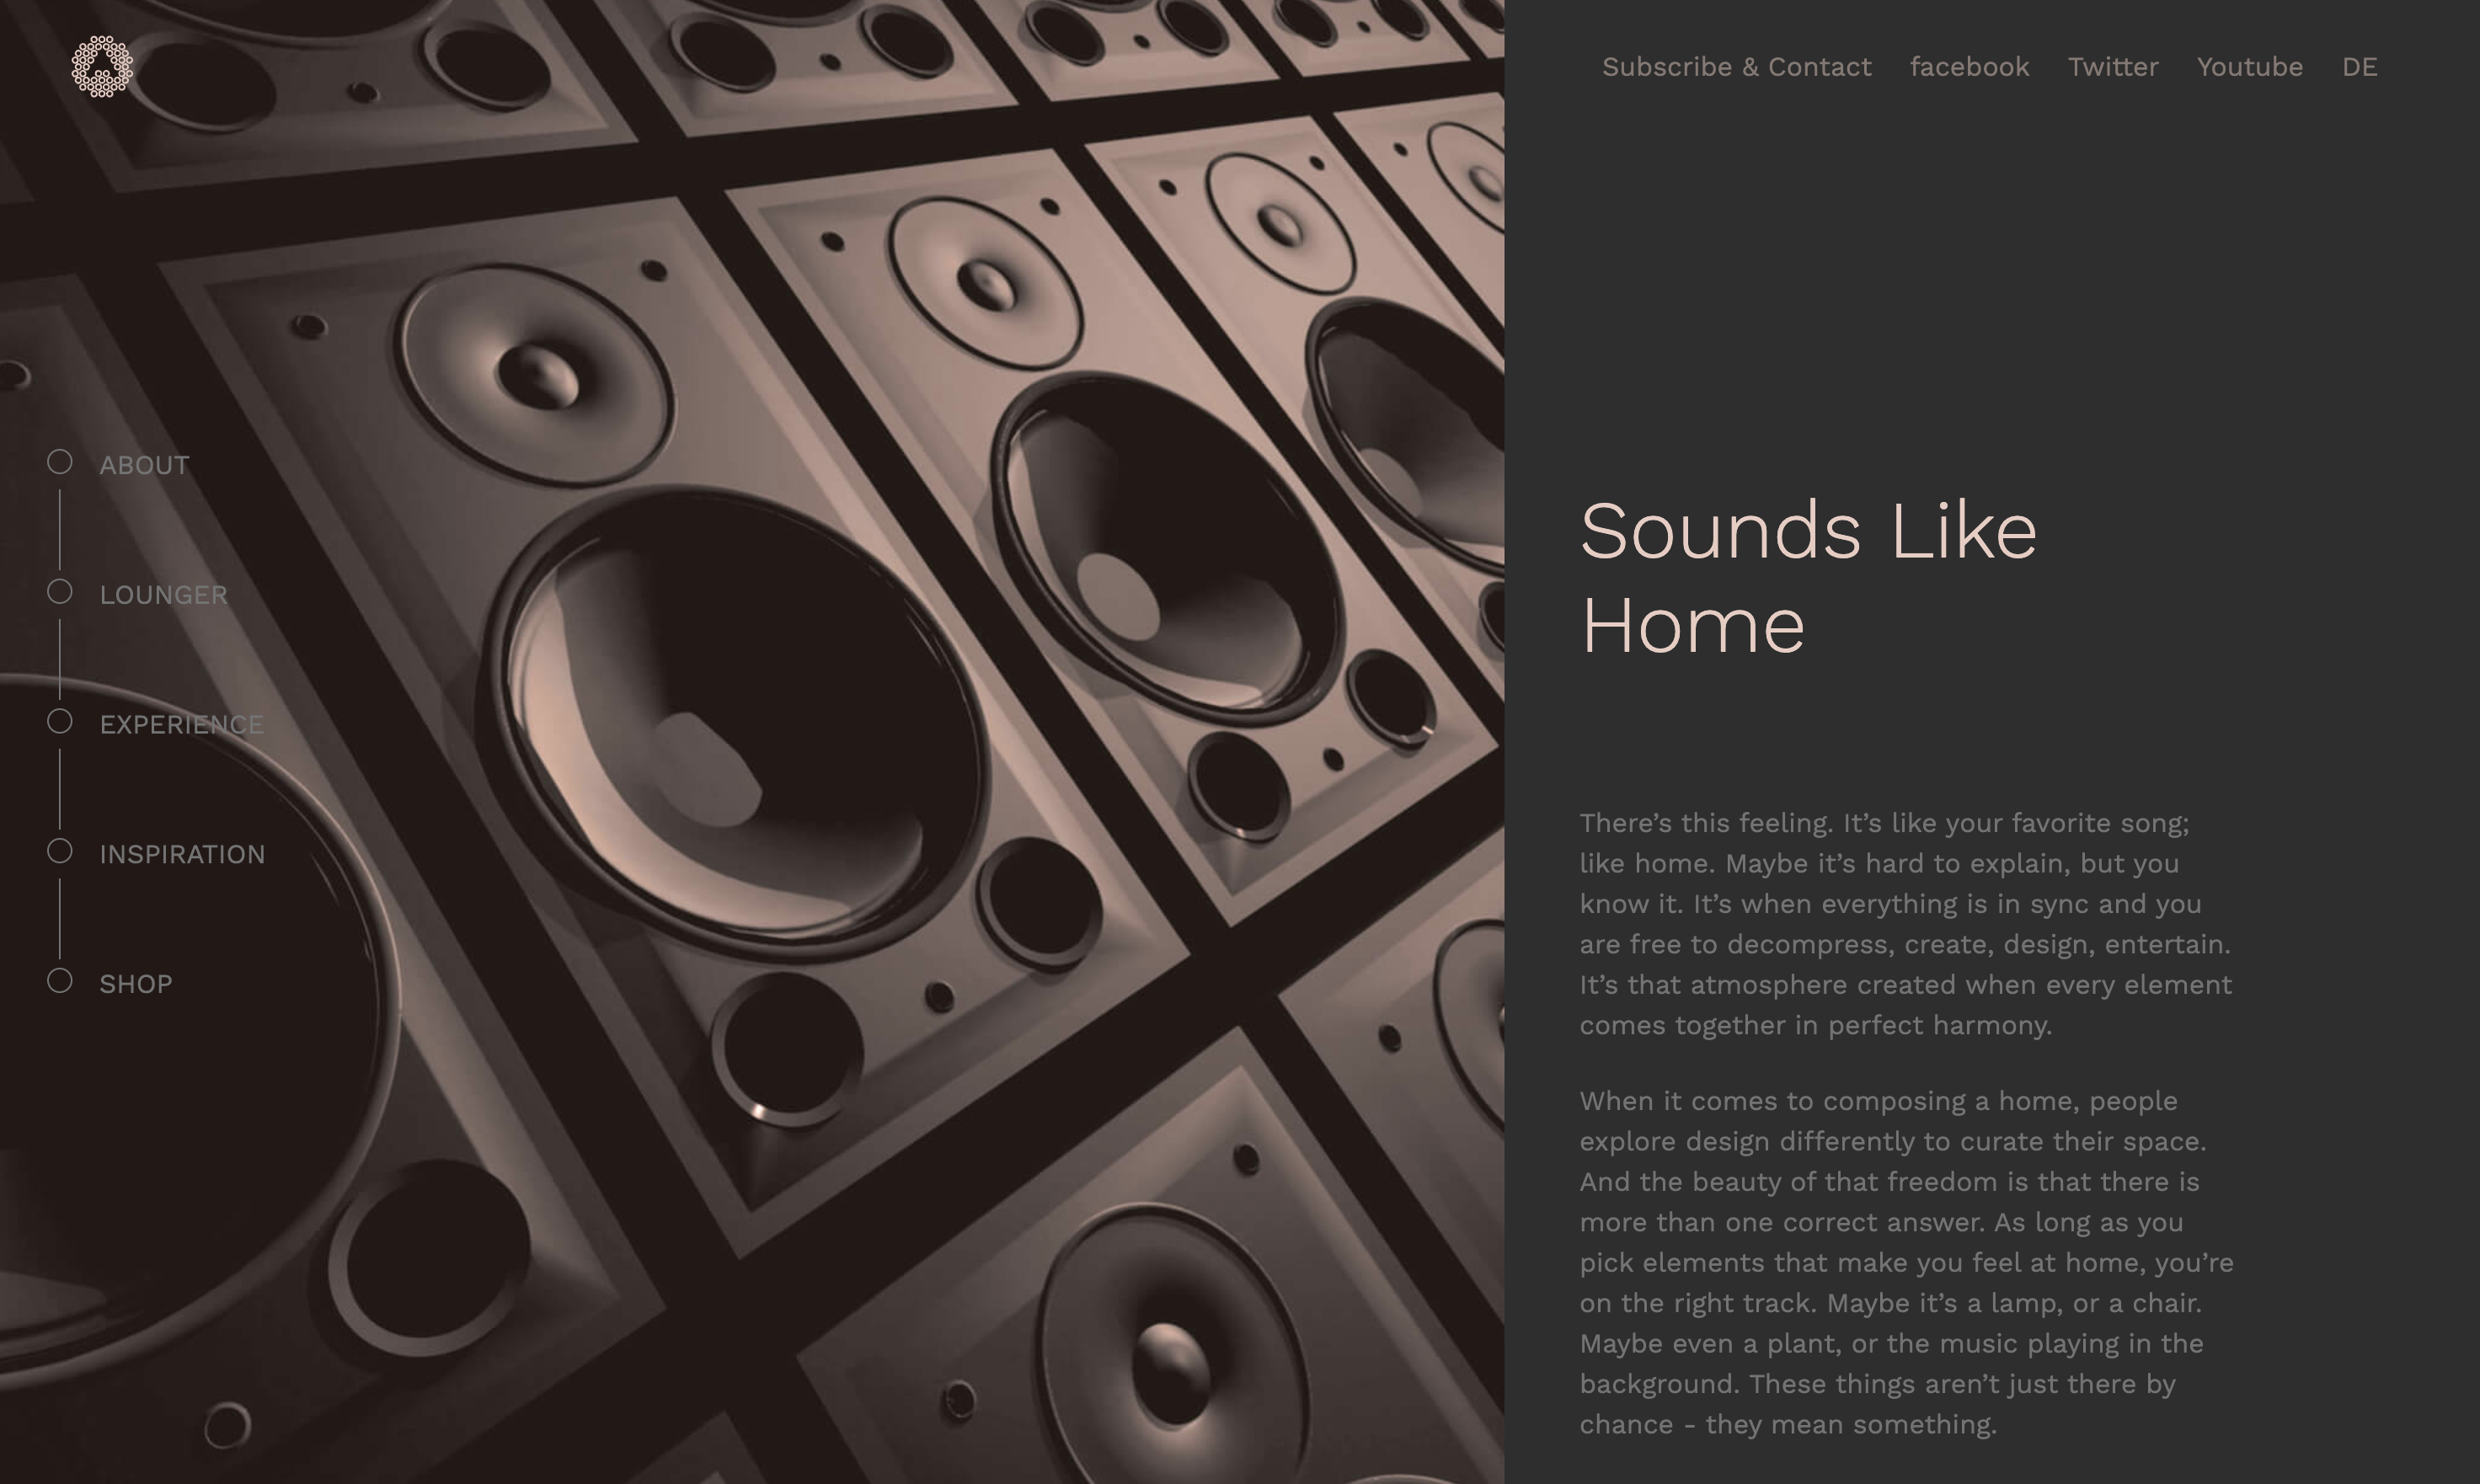 Subscribe & Contact facebook Twitter Youtube DE
ABOUT
LOUNGER
EXPERIENCE
INSPIRATION
SHOP
Sounds Like
Home
There’s this feeling. It’s like your favorite song;
like home. Maybe it’s hard to explain, but you
know it. It’s when everything is in sync and you
are free to decompress, create, design, entertain.
It’s that atmosphere created when every element
comes together in perfect harmony.
When it comes to composing a home, people
explore design differently to curate their space.
And the beauty of that freedom is that there is
more than one correct answer. As long as you
pick elements that make you feel at home, you’re
on the right track. Maybe it’s a lamp, or a chair.
Maybe even a plant, or the music playing in the
background. These things aren’t just there by
chance - they mean something.